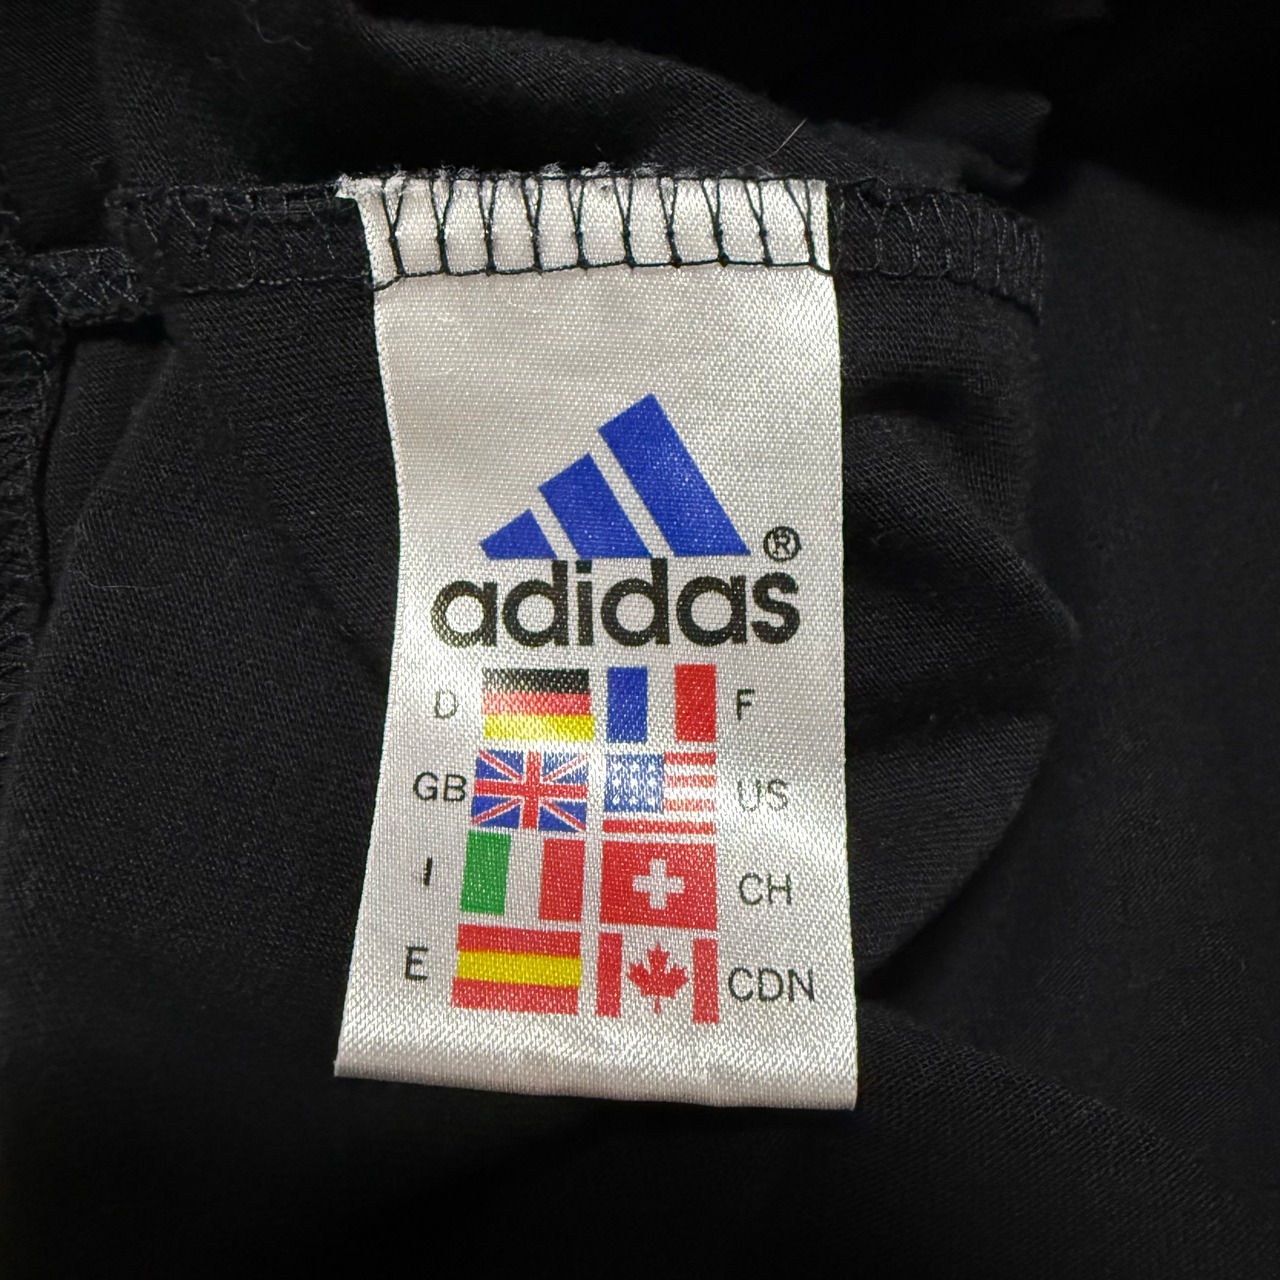 ®
adidas
D F
GB US
I CH
E CDN